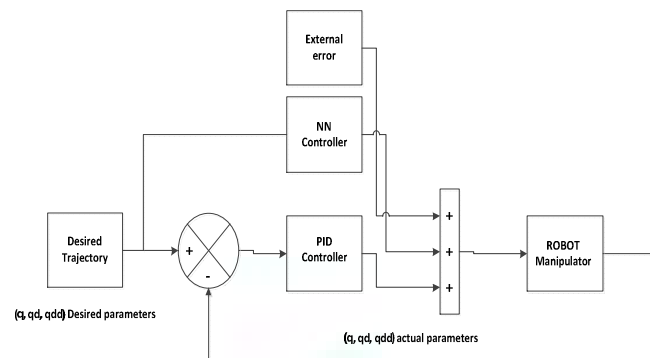 External
error
NN
Controller
+
Desired
Trajectory
+
-
PID
Controller
+
+
ROBOT
Manipulator
(q, qd, qdd) Desired parameters
(q, qd, qdd) actual parameters